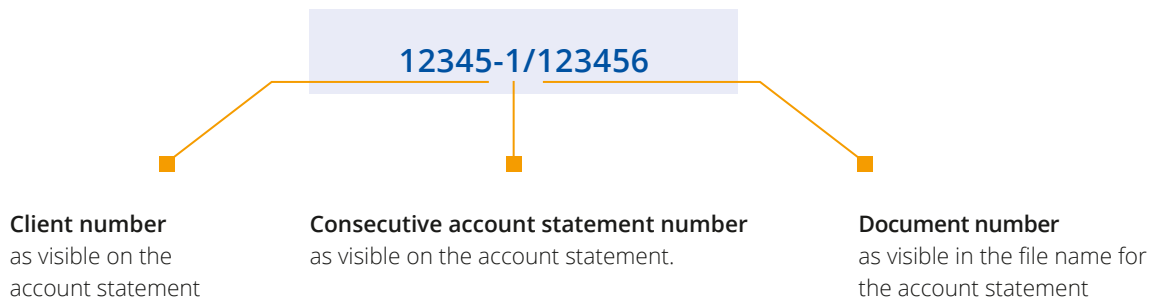 12345-1/123456
Client number
as visible on the
account statement
Consecutive account statement number
as visible on the account statement.
Document number
as visible in the file name for
the account statement